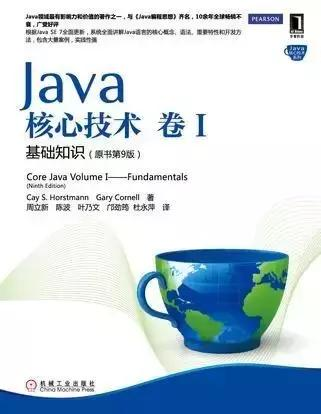 Java领域最有影响力和价值的著作之一，与《Java编程思想》齐名，10余年全球畅销不
衰，广受好评
根据Java SE 7全面更新，系统全面讲解Java语言的核心概念、语法、重要特性和开发方
法，包含大量案例，实践性强
PEARSON
Java
核心技术系列
Java
核心技术 卷I
基础知识（原书第9版）
Core Java Volume I——Fundamentals
(Ninth Edition)
Cay S. Horstmann Gary Cornell 著
周立新 陈波 叶乃文 邝劲筠 杜永萍 译
机械工业出版社
China Machine Press